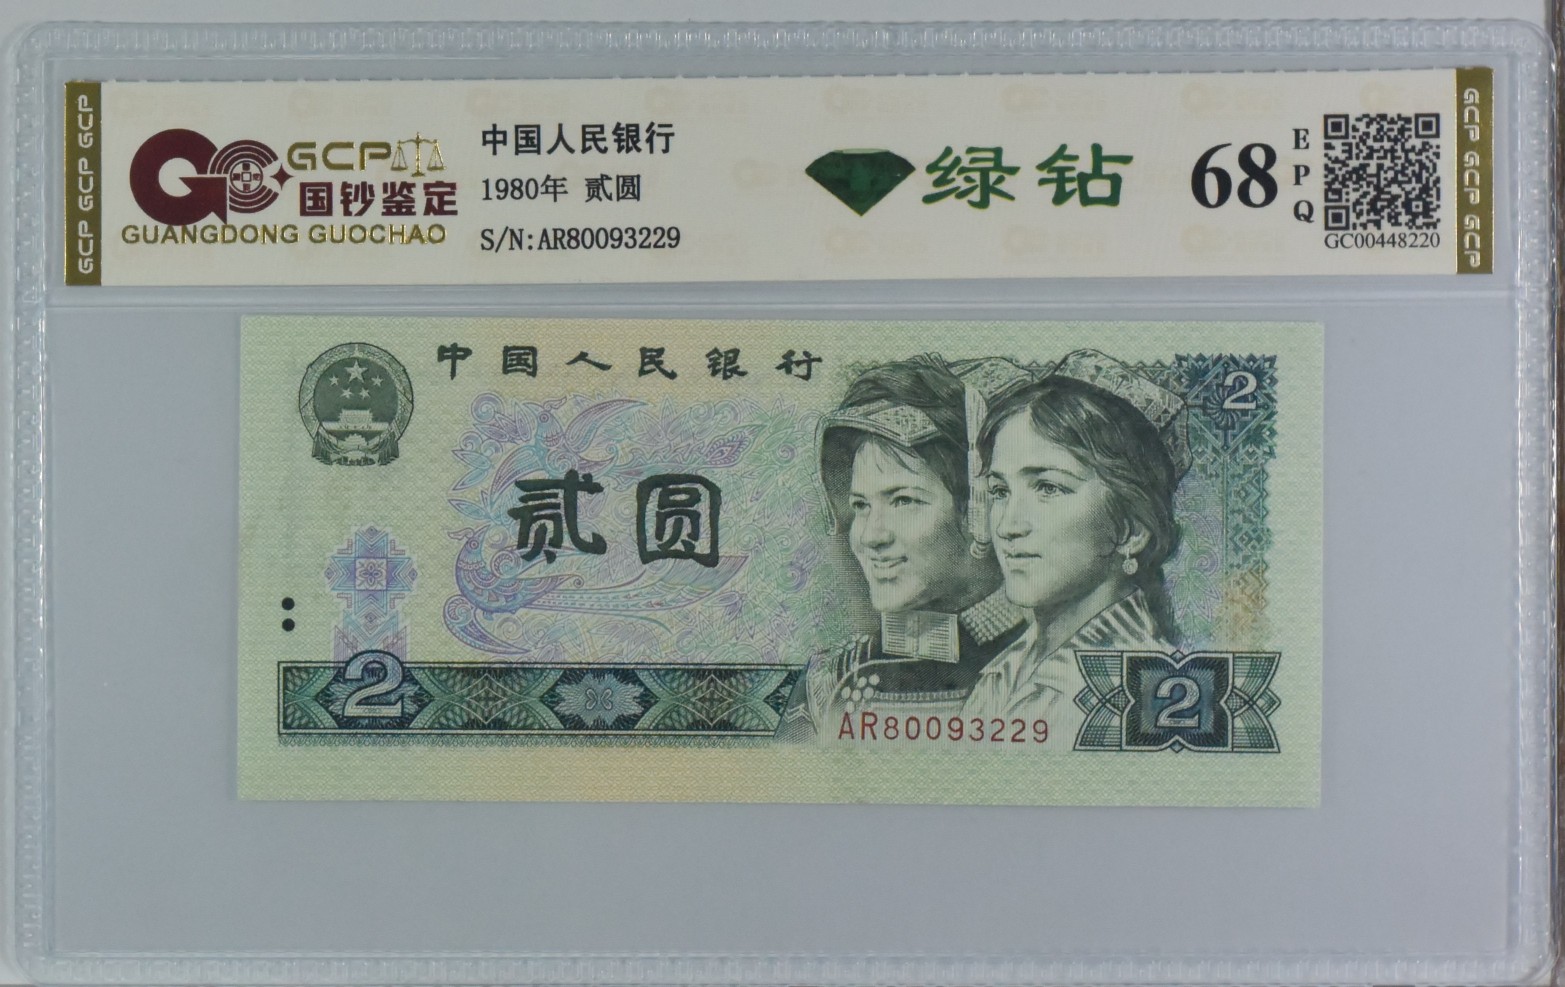 GCP GCP GCP
GCP
国钞鉴定
GUANGDONG GUOCHAO
中国人民银行
1980年 贰圆
S/N:AR80093229
绿钻
68
EPQ
GC00448220
GCP GCP GCP
中国人民银行
2
贰圆
2
AR80093229
2